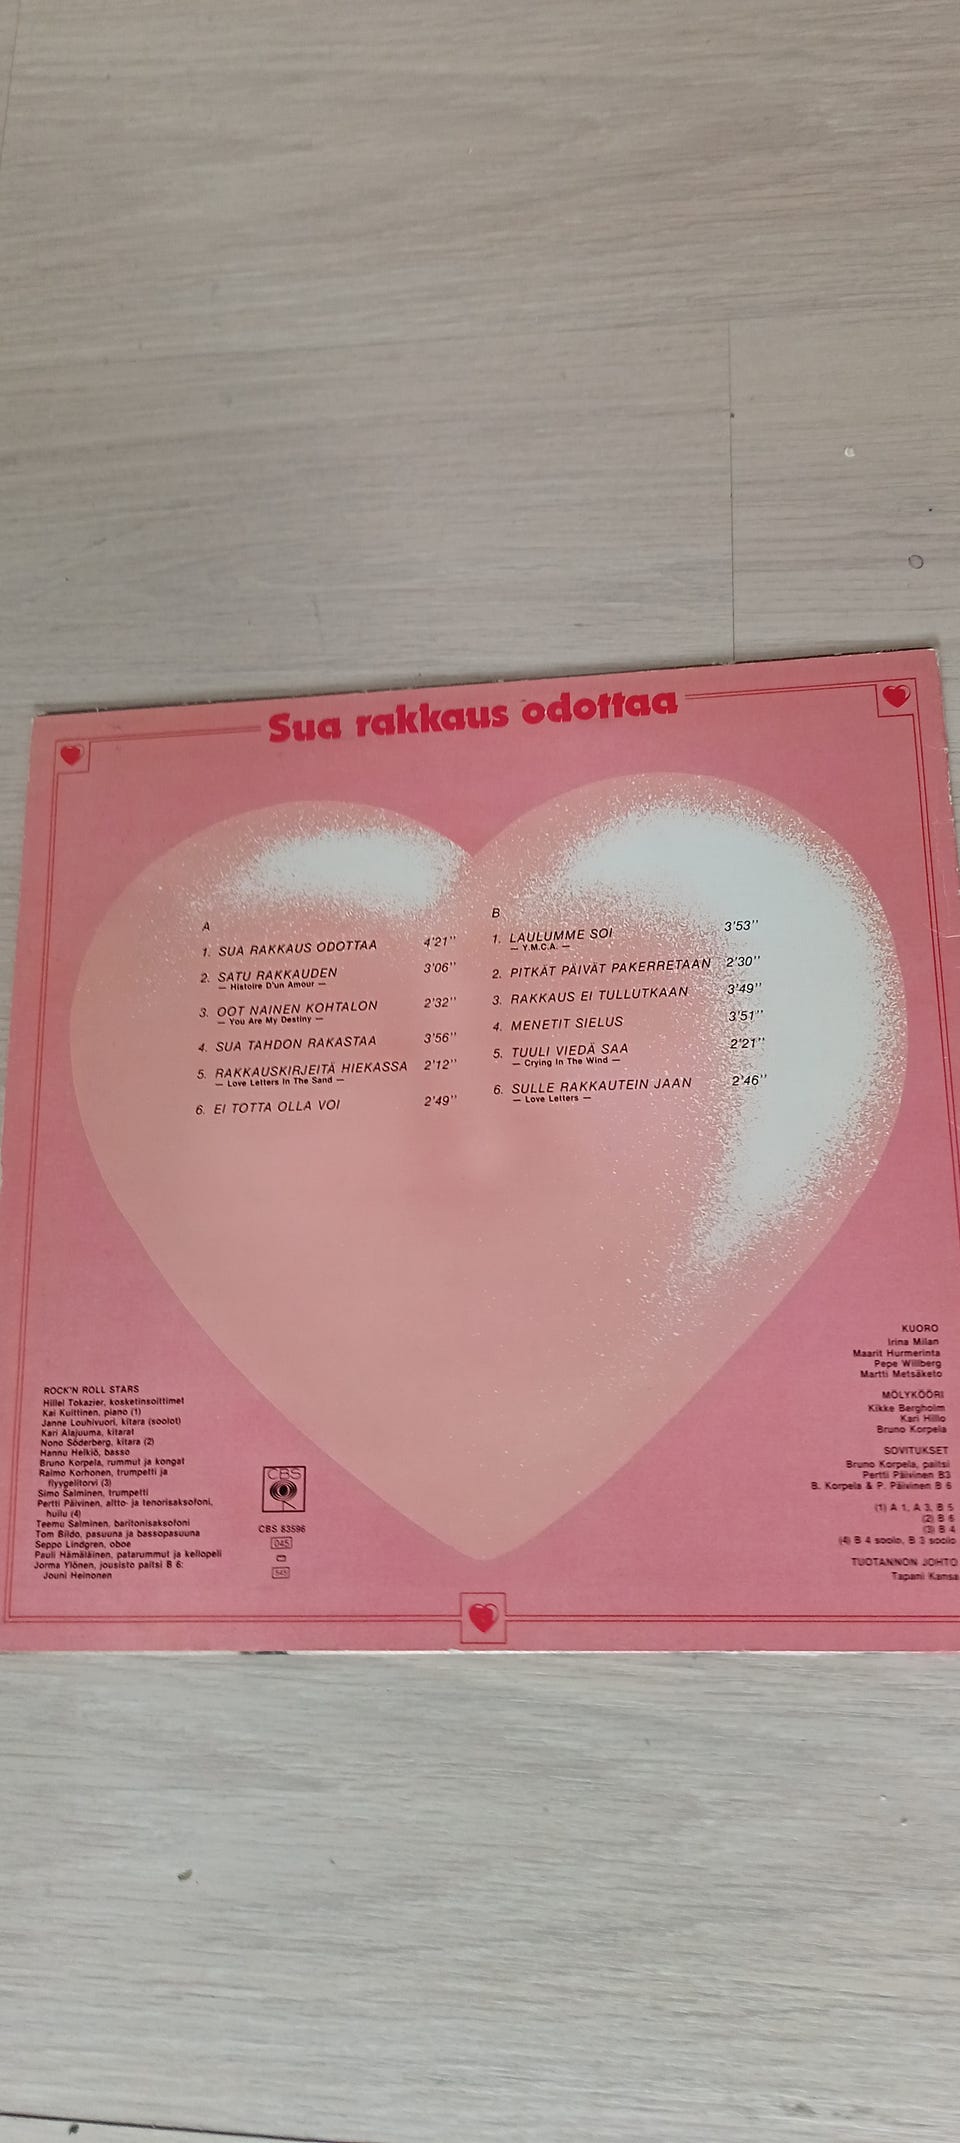 Sua rakkaus odottaa
A
1. SUA RAKKAUS ODOTTAA 4'21''
2. SATU RAKKAUDEN 3'06''
— Histoire D'un Amour —
3. OOT NAINEN KOHTALON 2'32''
— You Are My Destiny —
4. SUA TAHDON RAKASTAA 3'56''
5. RAKKAUSKIRJEITÄ HIEKASSA 2'12''
— Love Letters In The Sand —
6. EI TOTTA OLLA VOI 2'49''
B
1. LAULUMME SOI 3'53''
— Y.M.C.A. —
2. PITKÄT PÄIVÄT PAKERRETAAN 2'30''
3. RAKKAUS EI TULLUTKAAN 3'49''
4. MENETIT SIELUS 3'51''
5. TUULI VIEDÄ SAA 2'21''
— Crying In The Wind —
6. SULLE RAKKAUTEIN JAAN 2'46''
— Love Letters —
ROCK'N ROLL STARS
Hillel Tokazier, kosketinsoittimet
Kai Kuittinen, piano (1)
Janne Louhivuori, kitara (soolot)
Kari Alajuuma, kitarat
Nono Söderberg, kitara (2)
Hannu Helkiö, basso
Bruno Korpela, rummut ja kongat
Raimo Korhonen, trumpetti ja
flyygelitorvi (3)
Simo Salminen, trumpetti
Pertti Päivinen, altto- ja tenorisaksofoni,
huilu (4)
Teemu Salminen, baritonisaksofoni
Tom Bildo, pasuuna ja bassopasuuna
Seppo Lindgren, oboe
Pauli Hämäläinen, patarummut ja kellopeli
Jorma Ylönen, jousisto paitsi B 6:
Jouni Heinonen
CBS
CBS 83596
045
545
KUORO
Irina Milan
Maarit Hurmerinta
Pepe Willberg
Martti Metsäketo
MÖLYKÖÖRI
Kikke Bergholm
Kari Hillo
Bruno Korpela
SOVITUKSET
Bruno Korpela, paitsi
Pertti Päivinen B3
B. Korpela & P. Päivinen B 6
(1) A 1, A 3, B 5
(2) B 6
(3) B 4
(4) B 4 soolo, B 3 soolo
TUOTANNON JOHTO
Tapani Kansa